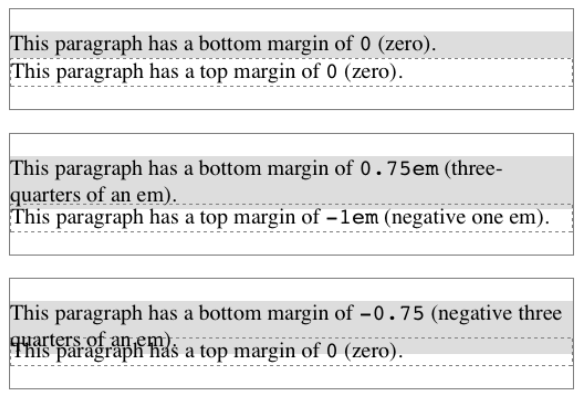 This paragraph has a bottom margin of 0 (zero).
This paragraph has a top margin of 0 (zero).
This paragraph has a bottom margin of 0.75em (three-
quarters of an em).
This paragraph has a top margin of −1em (negative one em).
This paragraph has a bottom margin of −0.75 (negative three
quarters of an em).
This paragraph has a top margin of 0 (zero).